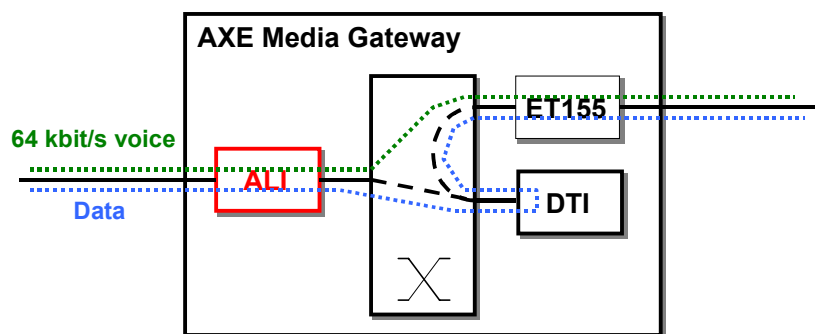 AXE Media Gateway
ET155
64 kbit/s voice
ALI
Data
DTI